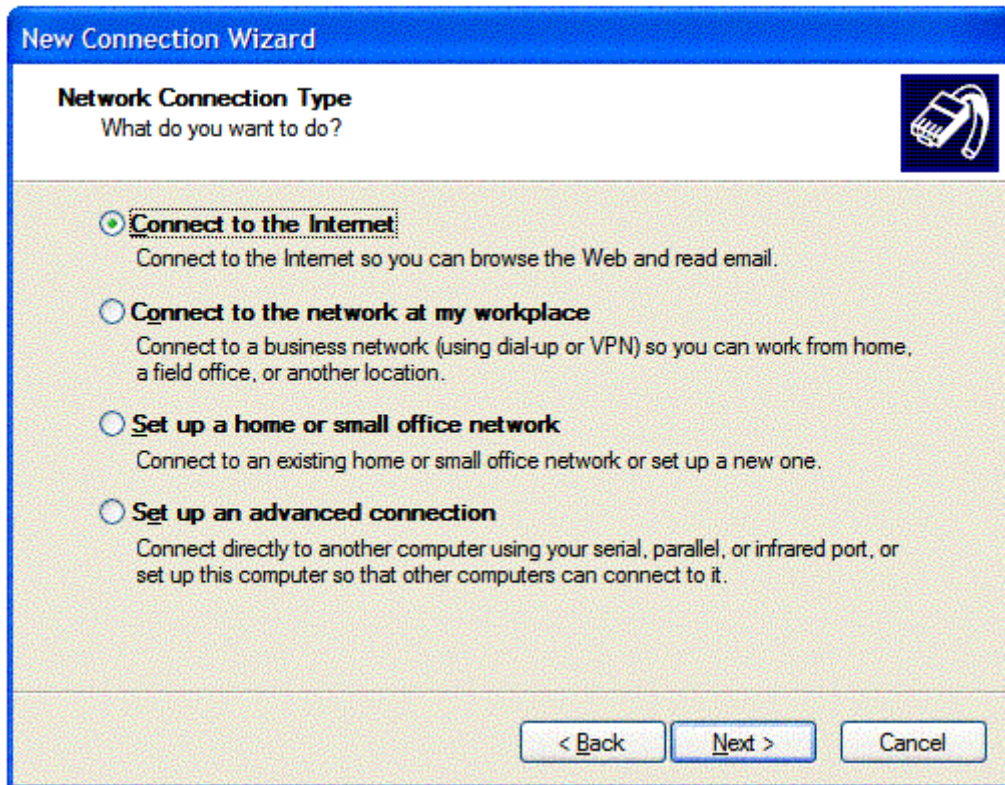 New Connection Wizard
Network Connection Type
What do you want to do?
Connect to the Internet
Connect to the Internet so you can browse the Web and read email.
Connect to the network at my workplace
Connect to a business network (using dial-up or VPN) so you can work from home,
a field office, or another location.
Set up a home or small office network
Connect to an existing home or small office network or set up a new one.
Set up an advanced connection
Connect directly to another computer using your serial, parallel, or infrared port, or
set up this computer so that other computers can connect to it.
< Back Next > Cancel